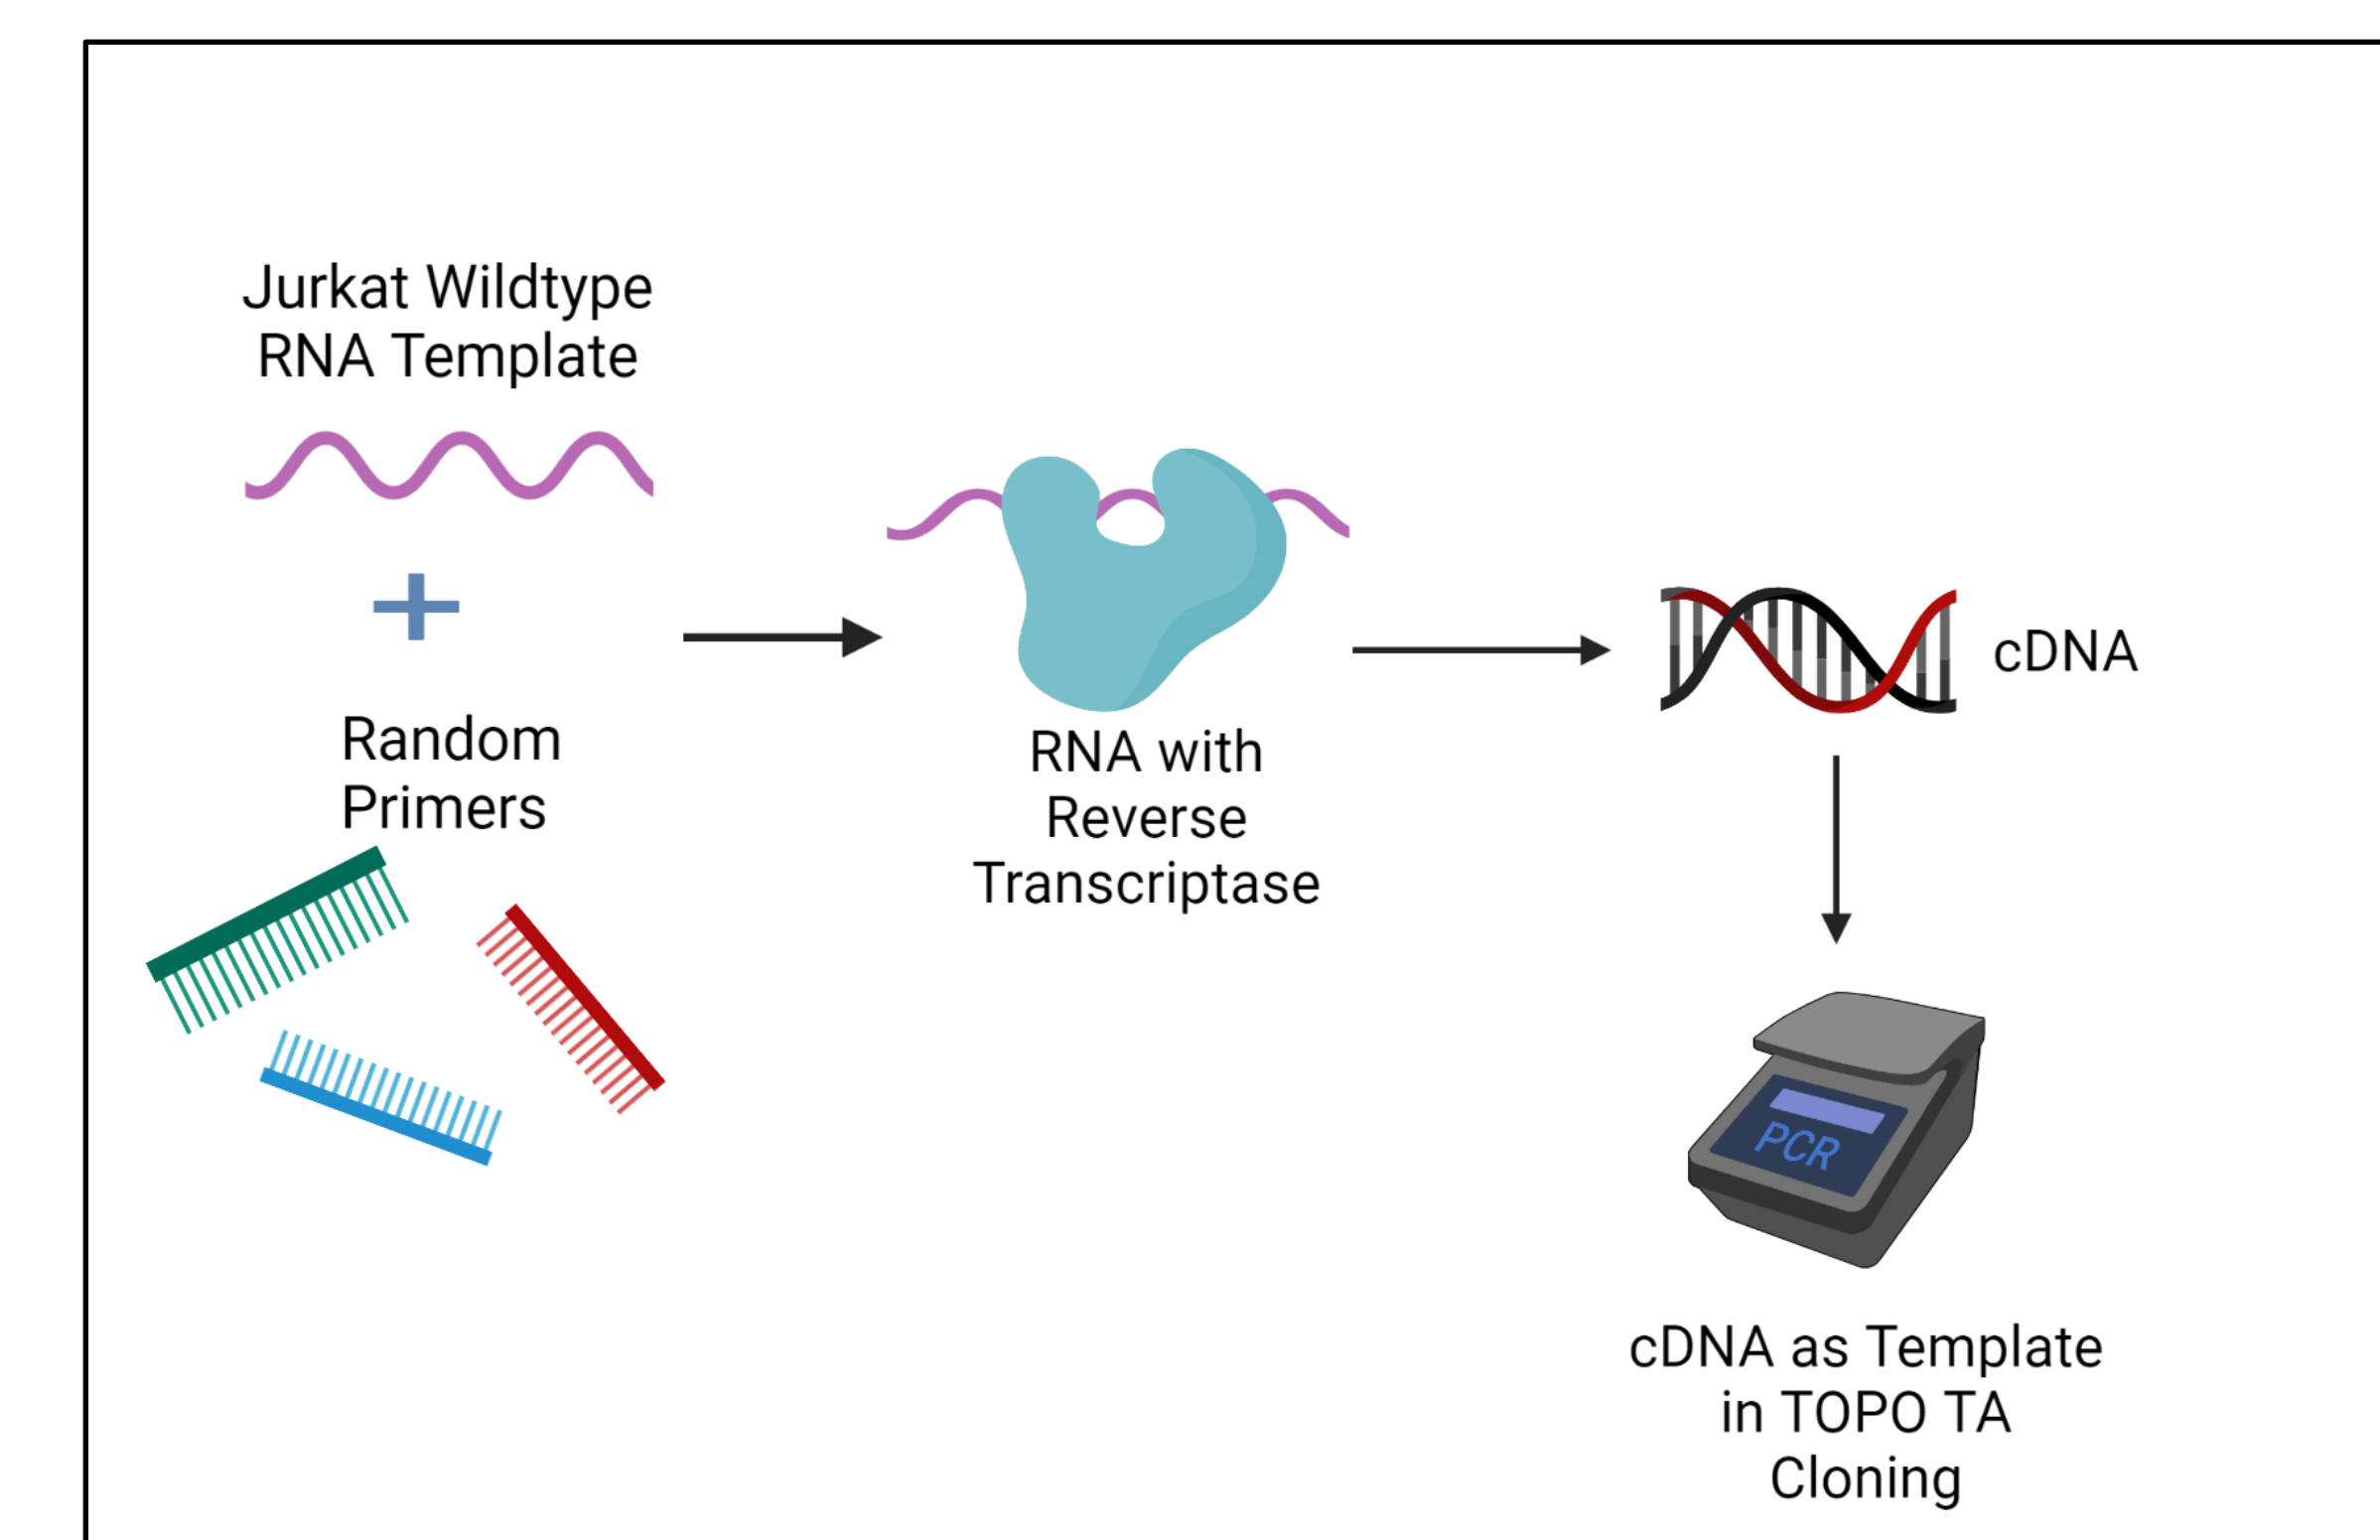 Jurkat Wildtype
RNA Template
Random
Primers
RNA with
Reverse
Transcriptase
cDNA
PCR
cDNA as Template
in TOPO TA
Cloning